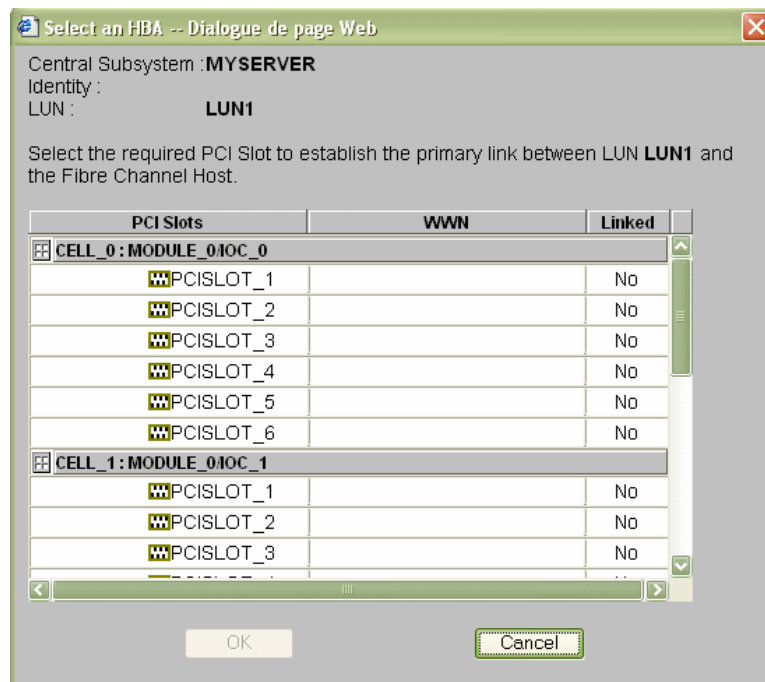 Select an HBA -- Dialogue de page Web
Central Subsystem : MYSERVER
Identity :
LUN : LUN1
Select the required PCI Slot to establish the primary link between LUN LUN1 and
the Fibre Channel Host.
PCI Slots WWN Linked
CELL_0 : MODULE_0/IOC_0
PCISLOT_1 No
PCISLOT_2 No
PCISLOT_3 No
PCISLOT_4 No
PCISLOT_5 No
PCISLOT_6 No
CELL_1 : MODULE_0/IOC_1
PCISLOT_1 No
PCISLOT_2 No
PCISLOT_3 No
OK Cancel